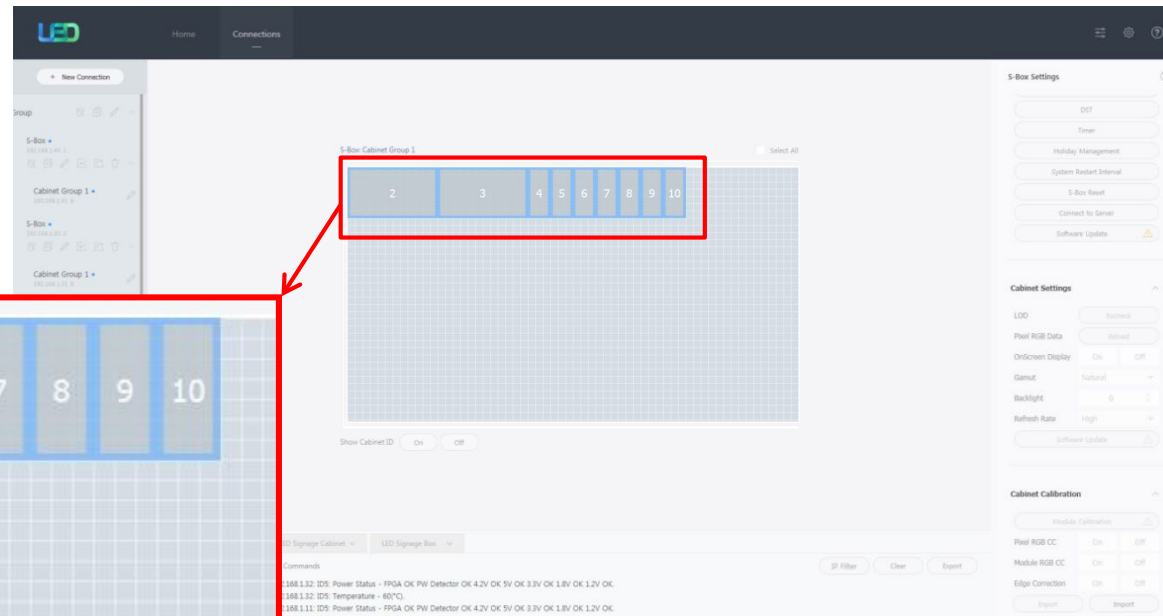 LED
Home
Connections
+ New Connection
Group
S-Box
Cabinet Group 1
S-Box
Cabinet Group 1
S-Box: Cabinet Group 1
Select All
2 3 4 5 6 7 8 9 10
8 9 10
Show Cabinet ID On Off
LED Signage Cabinet
LED Signage Box
Commands
IP Filter Clear Export
168.1.32: ID5: Power Status - FPGA OK PW Detector OK 4.2V OK 5V OK 3.3V OK 1.8V OK 1.2V OK.
168.1.32: ID5: Temperature - 60(°C).
168.1.11: ID5: Power Status - FPGA OK PW Detector OK 4.2V OK 5V OK 3.3V OK 1.8V OK 1.2V OK.
S-Box Settings
DST
Timer
Holiday Management
System Restart Interval
S-Box Reset
Connect to Server
Software Update
Cabinet Settings
LOD
Pixel RGB Data
OnScreen Display On Off
Gamut Natural
Backlight 0
Refresh Rate High
Software Update
Cabinet Calibration
Module Calibration
Pixel RGB CC On Off
Module RGB CC On Off
Edge Correction On Off
Export Import